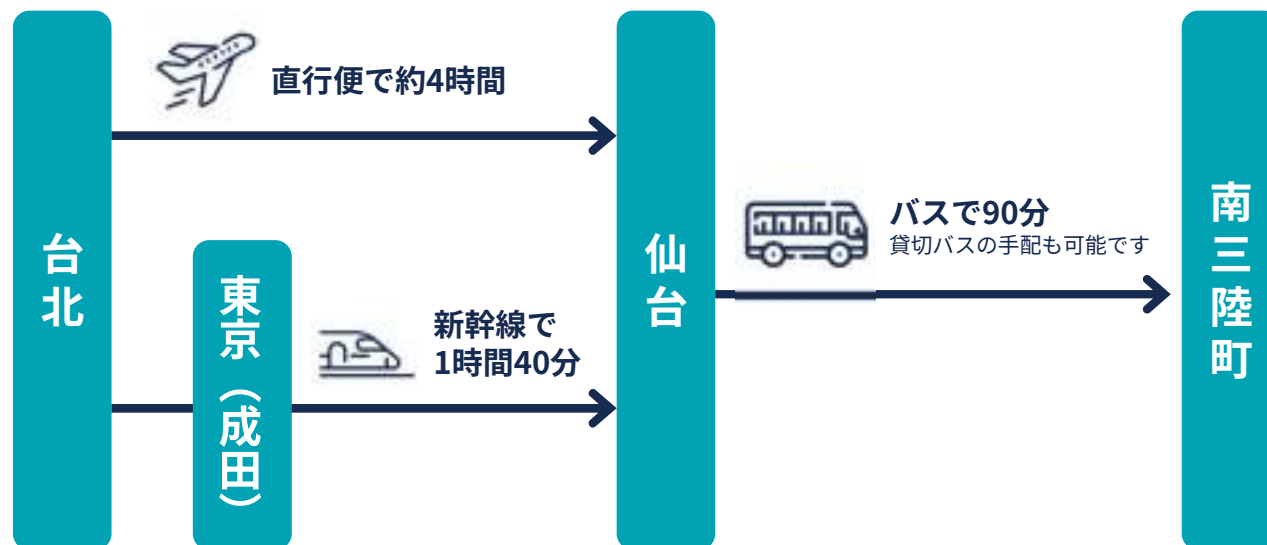 台北
直行便で約4時間
東京（成田）
新幹線で
1時間40分
仙台
バスで90分
貸切バスの手配も可能です
南三陸町